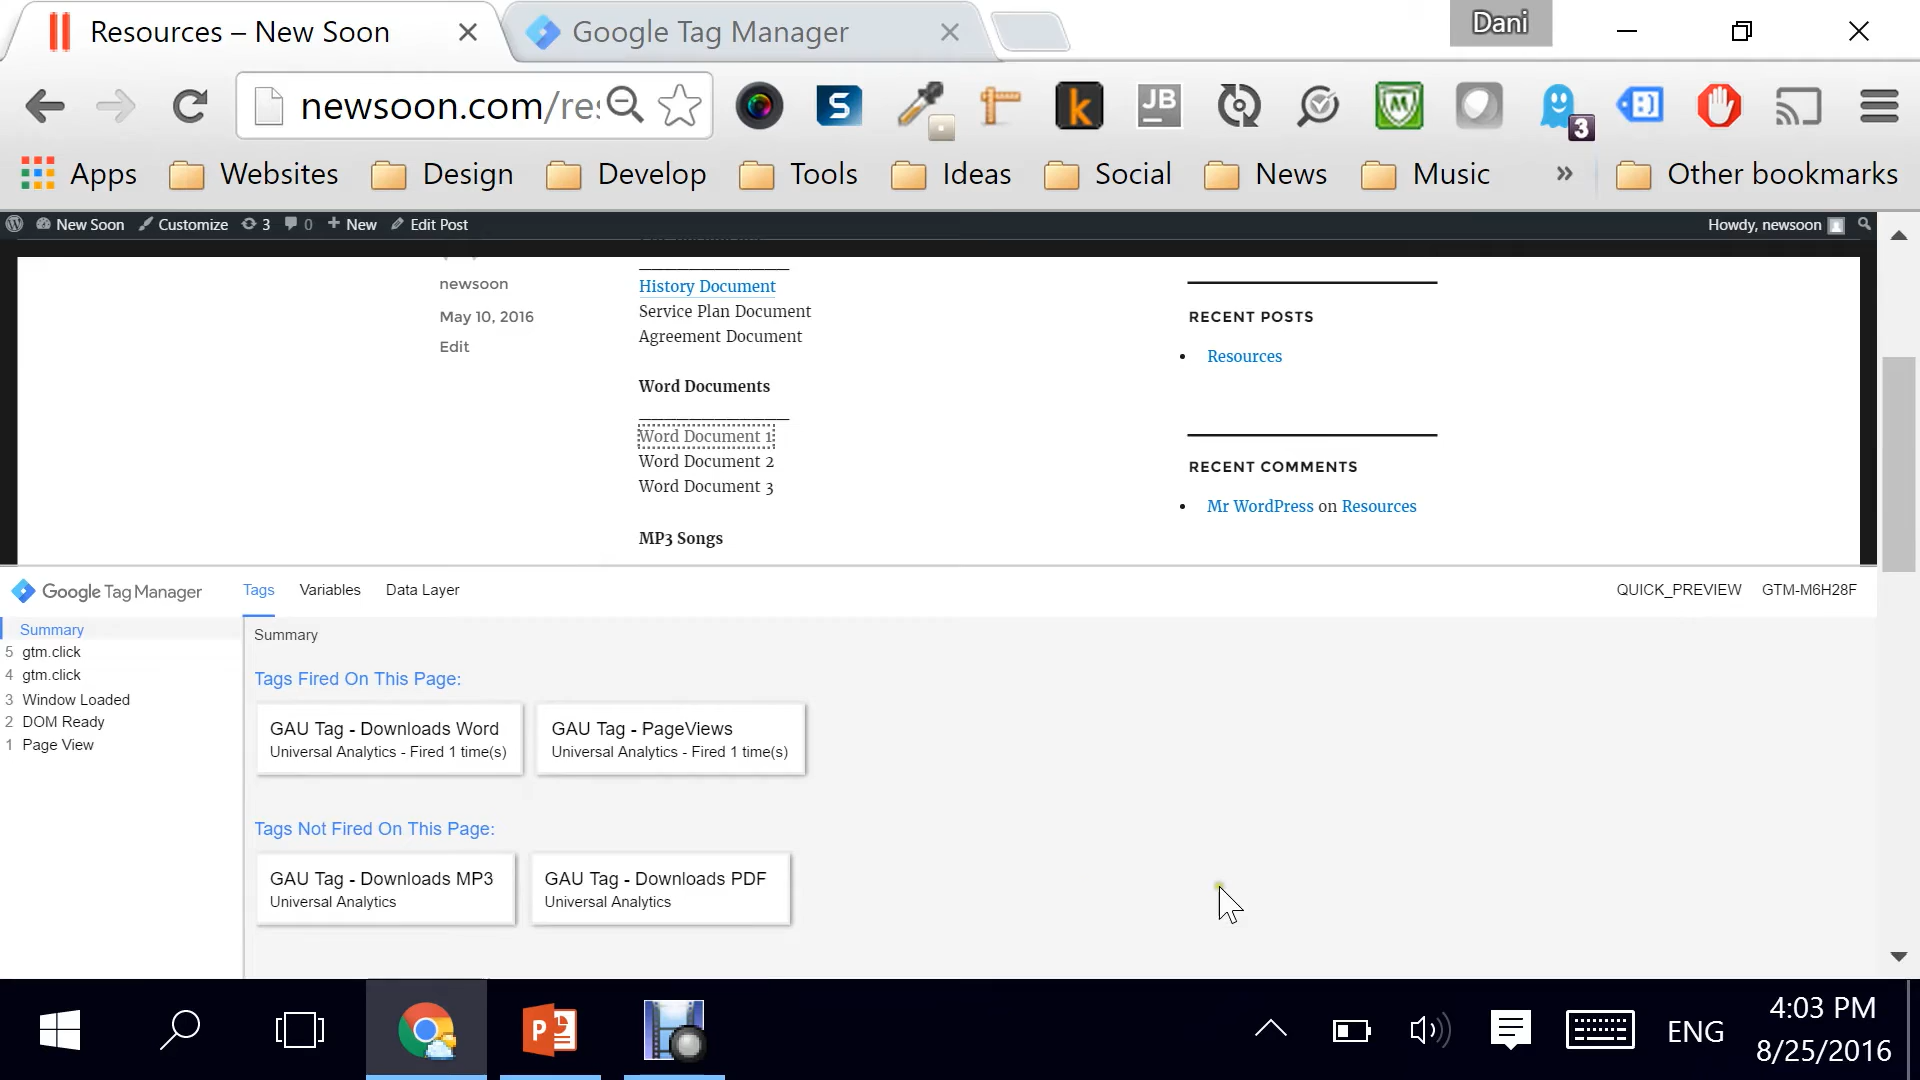 Resources – New Soon
Google Tag Manager
Dani
newsoon.com/re
S
k
JB
3
Apps
Websites
Design
Develop
Tools
Ideas
Social
News
Music
»
Other bookmarks
New Soon
Customize
3
0
+ New
Edit Post
Howdy, newsoon
newsoon
May 10, 2016
Edit
History Document
Service Plan Document
Agreement Document
Word Documents
Word Document 1
Word Document 2
Word Document 3
MP3 Songs
RECENT POSTS
Resources
RECENT COMMENTS
Mr WordPress on Resources
Google Tag Manager
Tags
Variables
Data Layer
QUICK_PREVIEW
GTM-M6H28F
Summary
5 gtm.click
4 gtm.click
3 Window Loaded
2 DOM Ready
1 Page View
Summary
Tags Fired On This Page:
GAU Tag - Downloads Word
Universal Analytics - Fired 1 time(s)
GAU Tag - PageViews
Universal Analytics - Fired 1 time(s)
Tags Not Fired On This Page:
GAU Tag - Downloads MP3
Universal Analytics
GAU Tag - Downloads PDF
Universal Analytics
P
ENG
4:03 PM
8/25/2016